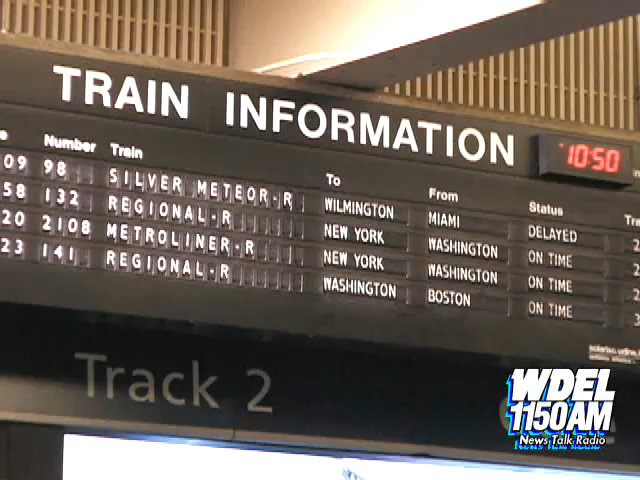 TRAIN INFORMATION
10:50
Number Train To From Status
09 98 SILVER METEOR-R WILMINGTON MIAMI DELAYED
58 132 REGIONAL-R NEW YORK WASHINGTON ON TIME
20 2108 METROLINER-R NEW YORK WASHINGTON ON TIME
23 141 REGIONAL-R WASHINGTON BOSTON ON TIME
Track 2
WDEL
1150AM
News Talk Radio